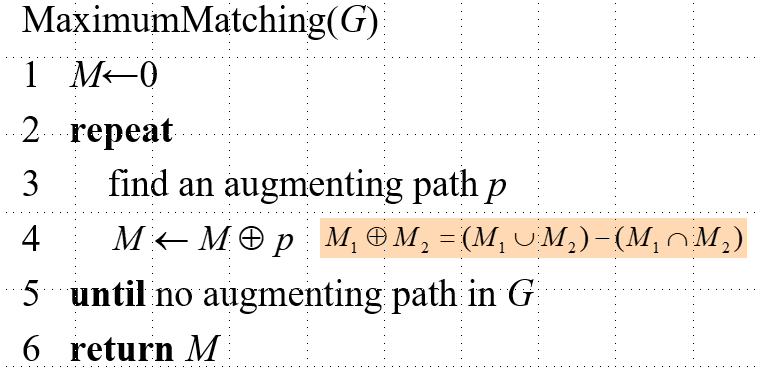 MaximumMatching(G)
1 M←0
2 repeat
3 find an augmenting path p
4 M ← M ⊕ p M₁ ⊕ M₂ = (M₁ ∪ M₂) − (M₁ ∩ M₂)
5 until no augmenting path in G
6 return M